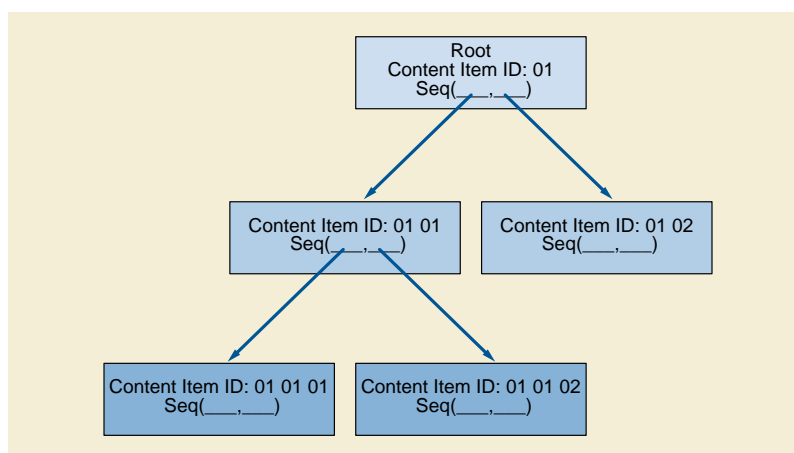 Root
Content Item ID: 01
Seq(___,___)
Content Item ID: 01 01
Seq(___,___)
Content Item ID: 01 02
Seq(___,___)
Content Item ID: 01 01 01
Seq(___,___)
Content Item ID: 01 01 02
Seq(___,___)